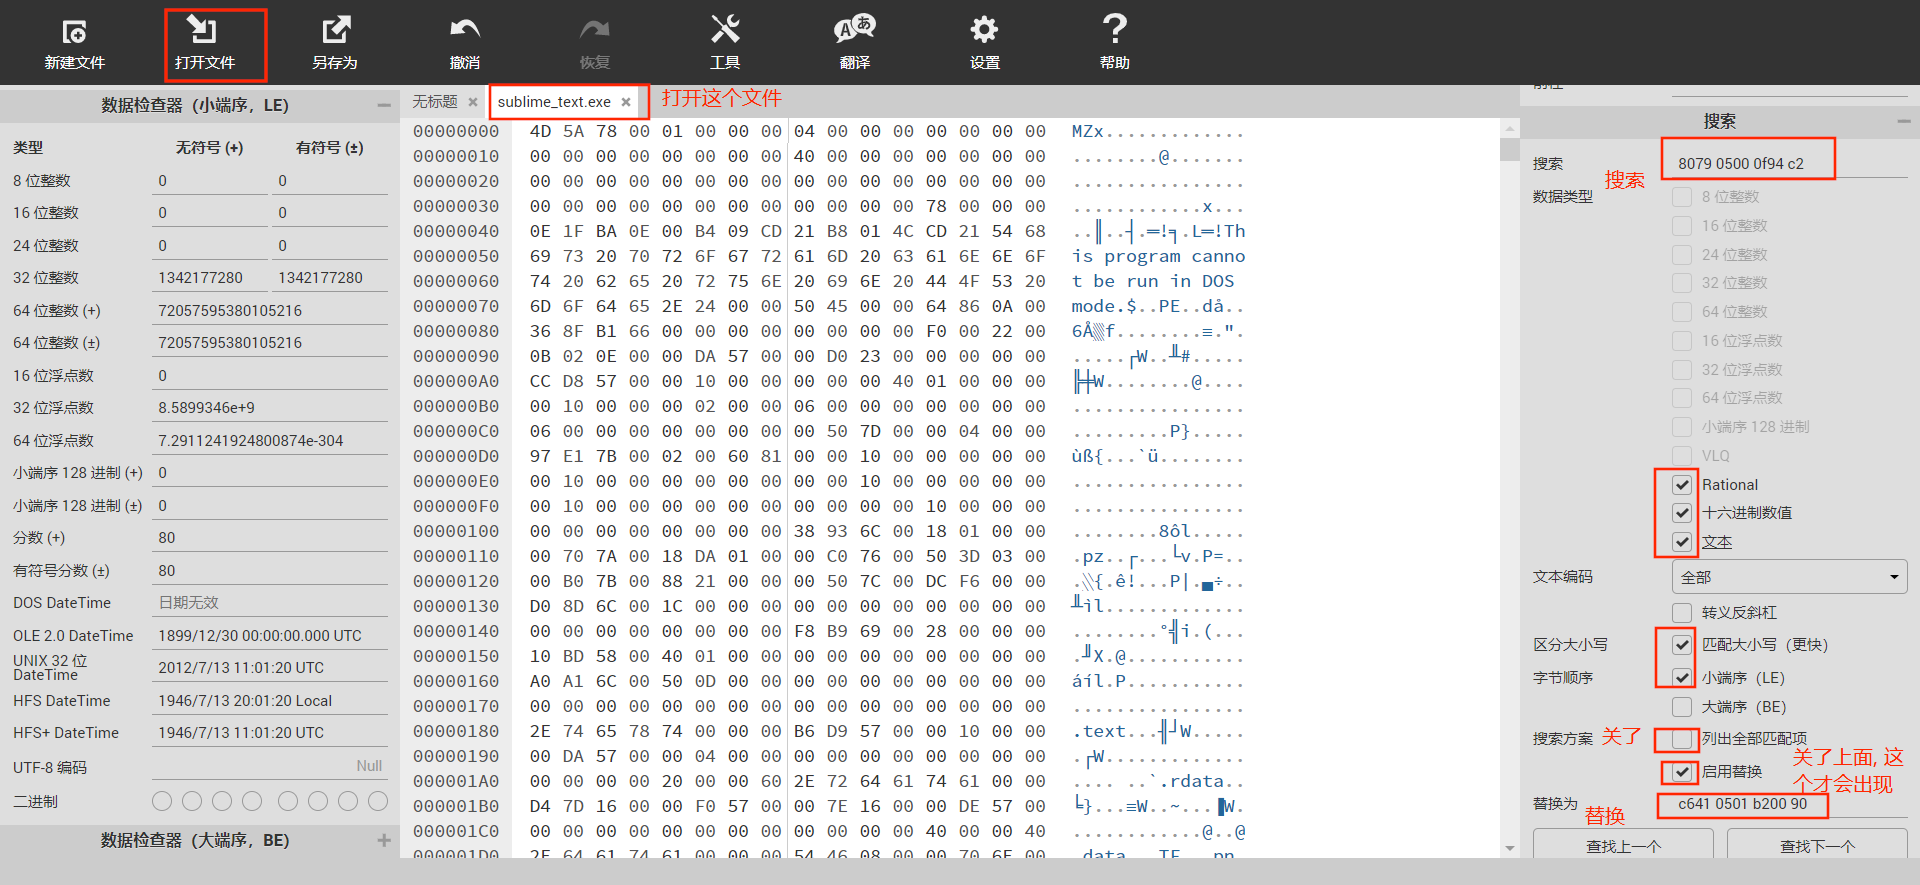 新建文件
打开文件
另存为
撤消
恢复
工具
翻译
设置
帮助
数据检查器（小端序，LE）
类型 无符号 (+) 有符号 (±)
8 位整数 0 0
16 位整数 0 0
24 位整数 0 0
32 位整数 1342177280 1342177280
64 位整数 (+) 72057595380105216
64 位整数 (±) 72057595380105216
16 位浮点数 0
32 位浮点数 8.5899346e+9
64 位浮点数 7.2911241924800874e-304
小端序 128 进制 (+) 0
小端序 128 进制 (±) 0
分数 (+) 80
有符号分数 (±) 80
DOS DateTime 日期无效
OLE 2.0 DateTime 1899/12/30 00:00:00.000 UTC
UNIX 32 位 DateTime 2012/7/13 11:01:20 UTC
HFS DateTime 1946/7/13 20:01:20 Local
HFS+ DateTime 1946/7/13 11:01:20 UTC
UTF-8 编码 Null
二进制
数据检查器（大端序，BE）
无标题 sublime_text.exe 打开这个文件
00000000 4D 5A 78 00 01 00 00 00 04 00 00 00 00 00 00 00 MZx.............
00000010 00 00 00 00 00 00 00 00 40 00 00 00 00 00 00 00 ........@.......
00000020 00 00 00 00 00 00 00 00 00 00 00 00 00 00 00 00 ................
00000030 00 00 00 00 00 00 00 00 00 00 00 00 78 00 00 00 ............x...
00000040 0E 1F BA 0E 00 B4 09 CD 21 B8 01 4C CD 21 54 68 ..║..┤.═!╕.L═!Th
00000050 69 73 20 70 72 6F 67 72 61 6D 20 63 61 6E 6E 6F is program canno
00000060 74 20 62 65 20 72 75 6E 20 69 6E 20 44 4F 53 20 t be run in DOS
00000070 6D 6F 64 65 2E 24 00 00 50 45 00 00 64 86 0A 00 mode.$..PE..då..
00000080 36 8F B1 66 00 00 00 00 00 00 00 00 F0 00 22 00 6Å▒f........≡.".
00000090 0B 02 0E 00 00 DA 57 00 00 D0 23 00 00 00 00 00 .....┌W..╨#.....
000000A0 CC D8 57 00 00 10 00 00 00 00 00 40 01 00 00 00 ╠╪W........@....
000000B0 00 10 00 00 00 02 00 00 06 00 00 00 00 00 00 00 ................
000000C0 06 00 00 00 00 00 00 00 00 50 7D 00 00 04 00 00 .........P}.....
000000D0 97 E1 7B 00 02 00 60 81 00 00 10 00 00 00 00 00 ùß{...`ü........
000000E0 00 10 00 00 00 00 00 00 00 00 10 00 00 00 00 00 ................
000000F0 00 10 00 00 00 00 00 00 00 00 00 00 10 00 00 00 ................
00000100 00 00 00 00 00 00 00 00 38 93 6C 00 18 01 00 00 ........8ôl.....
00000110 00 70 7A 00 18 DA 01 00 00 C0 76 00 50 3D 03 00 .pz..┌...└v.P=..
00000120 00 B0 7B 00 88 21 00 00 00 50 7C 00 DC F6 00 00 .░{.ê!...P|.▄÷..
00000130 D0 8D 6C 00 1C 00 00 00 00 00 00 00 00 00 00 00 ╨ìl.............
00000140 00 00 00 00 00 00 00 00 F8 B9 69 00 28 00 00 00 ........°╣i.(...
00000150 10 BD 58 00 40 01 00 00 00 00 00 00 00 00 00 00 .╜X.@...........
00000160 A0 A1 6C 00 50 0D 00 00 00 00 00 00 00 00 00 00 áíl.P...........
00000170 00 00 00 00 00 00 00 00 00 00 00 00 00 00 00 00 ................
00000180 2E 74 65 78 74 00 00 00 B6 D9 57 00 00 10 00 00 .text...╢┘W.....
00000190 00 DA 57 00 00 04 00 00 00 00 00 00 00 00 00 00 .┌W.............
000001A0 00 00 00 00 20 00 00 60 2E 72 64 61 74 61 00 00 .... ..`.rdata..
000001B0 D4 7D 16 00 00 F0 57 00 00 7E 16 00 00 DE 57 00 ╘}...≡W..~...▐W.
000001C0 00 00 00 00 00 00 00 00 00 00 00 00 40 00 00 40 ............@..@
000001D0 2E 64 61 74 61 00 00 00 54 46 08 00 00 70 6E 00 .data...TF...pn.
搜索
搜索 8079 0500 0f94 c2
搜索
数据类型 8 位整数
16 位整数
24 位整数
32 位整数
64 位整数
16 位浮点数
32 位浮点数
64 位浮点数
小端序 128 进制
VLQ
Rational
十六进制数值
文本
文本编码 全部
转义反斜杠
区分大小写 匹配大小写（更快）
字节顺序 小端序（LE）
大端序（BE）
搜索方案 关了 列出全部匹配项
启用替换
关了上面, 这
个才会出现
替换为 c641 0501 b200 90
替换
查找上一个 查找下一个